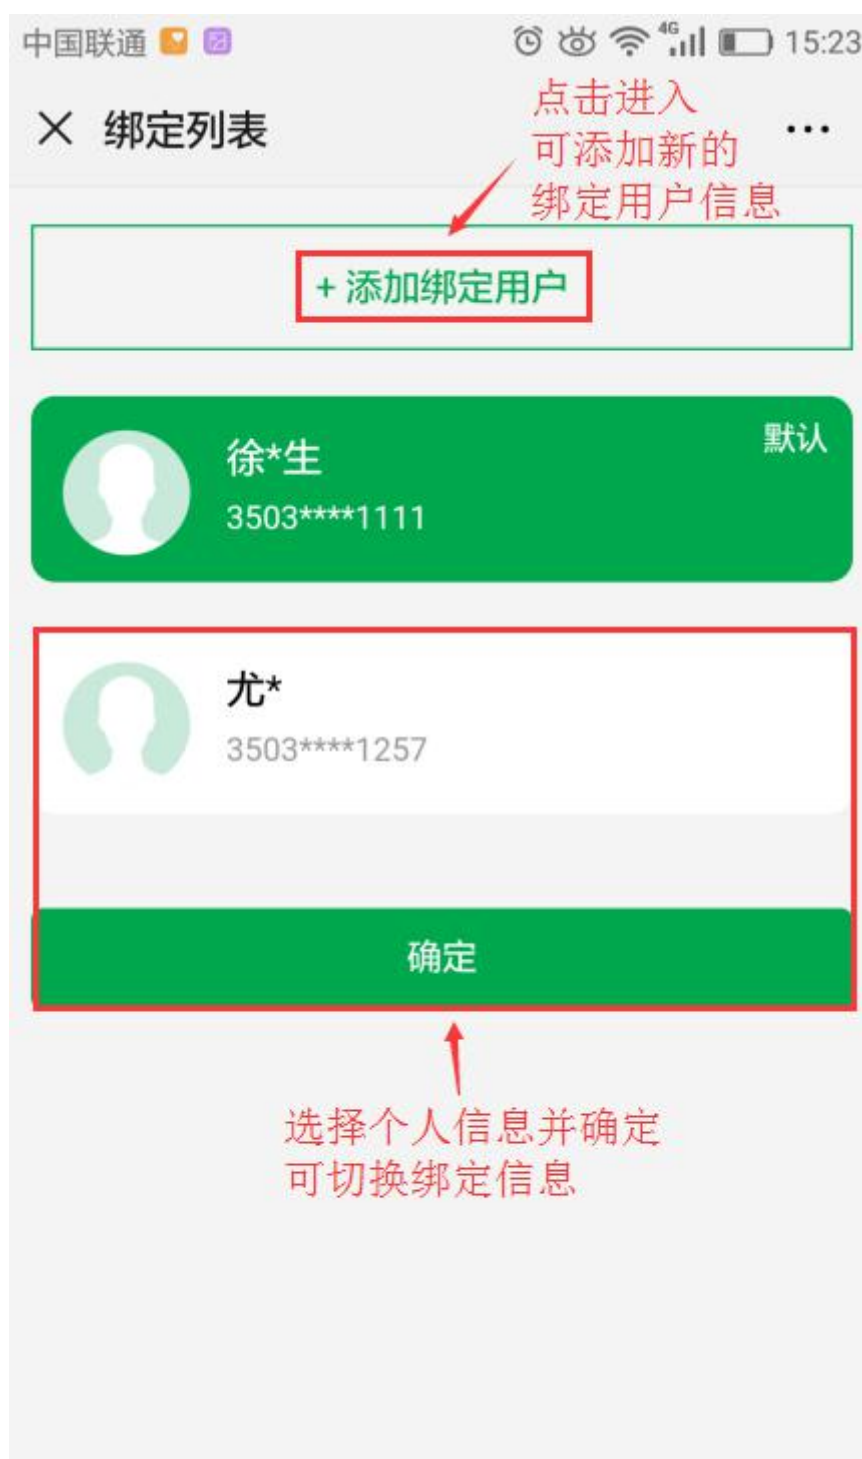 中国联通 4G 15:23
绑定列表
点击进入
可添加新的
绑定用户信息
+ 添加绑定用户
徐*生
默认
3503****1111
尤*
3503****1257
确定
选择个人信息并确定
可切换绑定信息